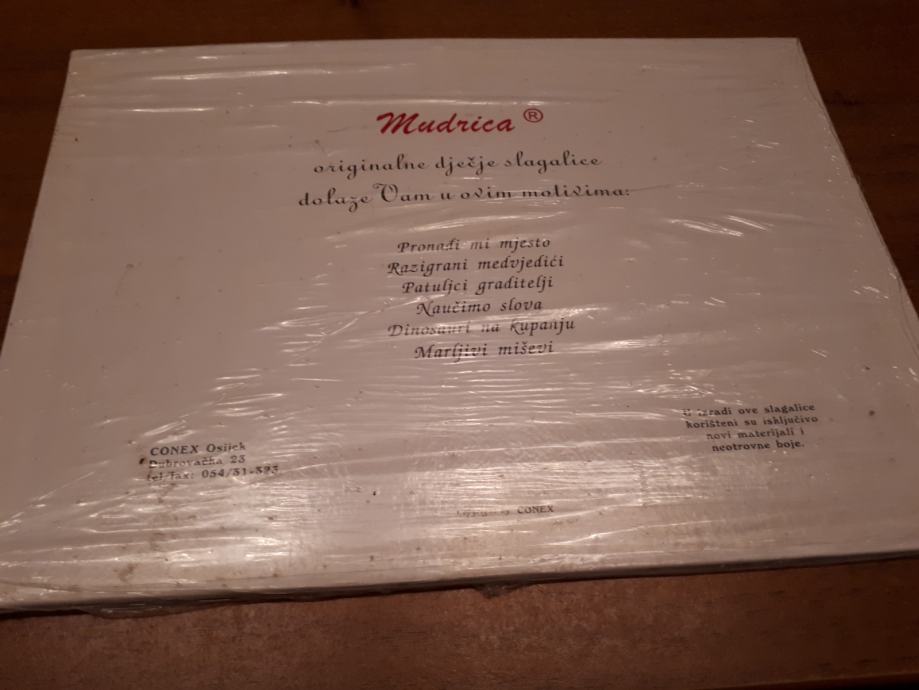 Mudrica ®
originalne dječje slagalice
dolaze Vam u ovim motivima:
Pronađi mi mjesto
Razigrani medvjedići
Patuljci graditelji
Naučimo slova
Dinosauri na kupanju
Marljivi miševi
U izradi ove slagalice
korišteni su isključivo
novi materijali i
neotrovne boje.
CONEX Osijek
Dubrovačka 23
tel/fax: 054/31-323
CONEX